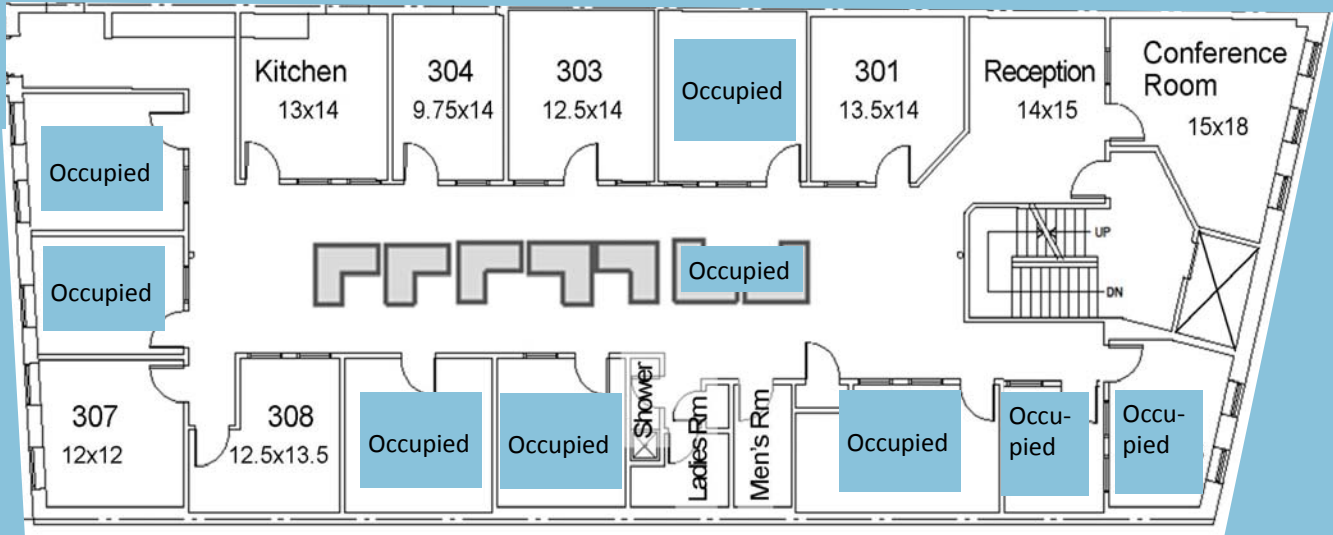 Kitchen
13x14
304
9.75x14
303
12.5x14
Occupied
301
13.5x14
Reception
14x15
Conference
Room
15x18
Occupied
Occupied
Occupied
UP
DN
307
12x12
308
12.5x13.5
Occupied
Occupied
Shower
Ladies Rm
Men's Rm
Occupied
Occu-
pied
Occu-
pied